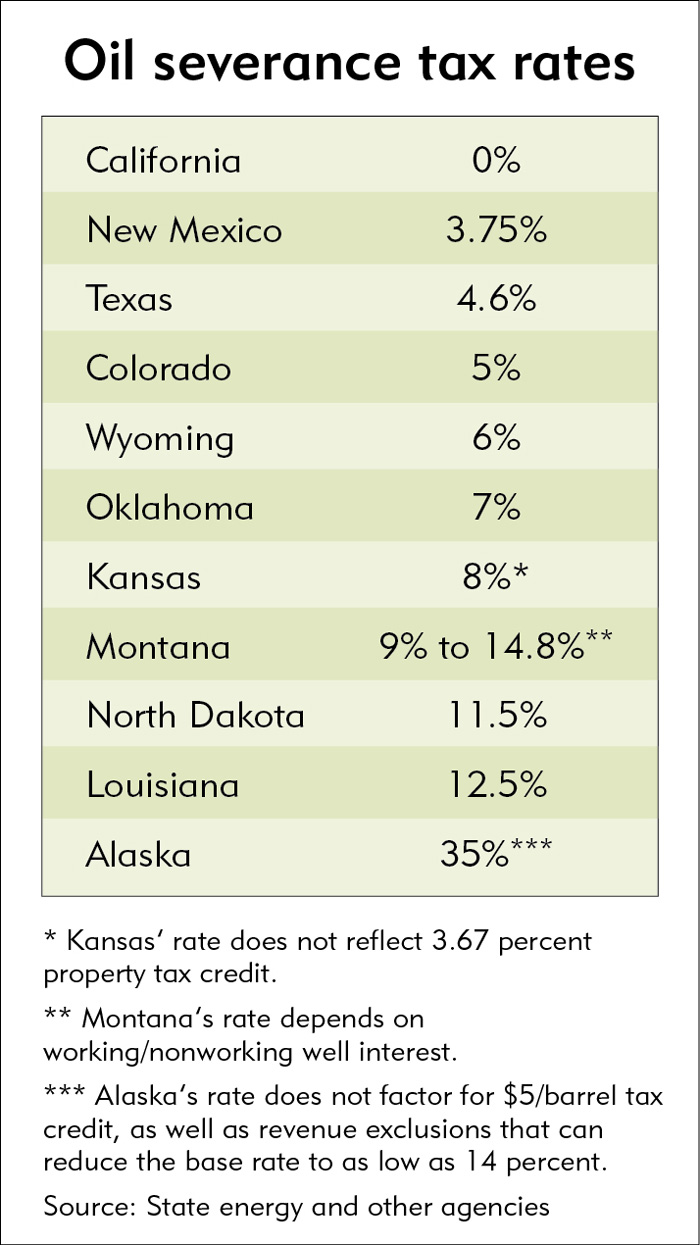 Oil severance tax rates
California 0%
New Mexico 3.75%
Texas 4.6%
Colorado 5%
Wyoming 6%
Oklahoma 7%
Kansas 8%*
Montana 9% to 14.8%**
North Dakota 11.5%
Louisiana 12.5%
Alaska 35%***
* Kansas‘ rate does not reflect 3.67 percent
property tax credit.
** Montana‘s rate depends on
working/nonworking well interest.
*** Alaska‘s rate does not factor for $5/barrel tax
credit, as well as revenue exclusions that can
reduce the base rate to as low as 14 percent.
Source: State energy and other agencies